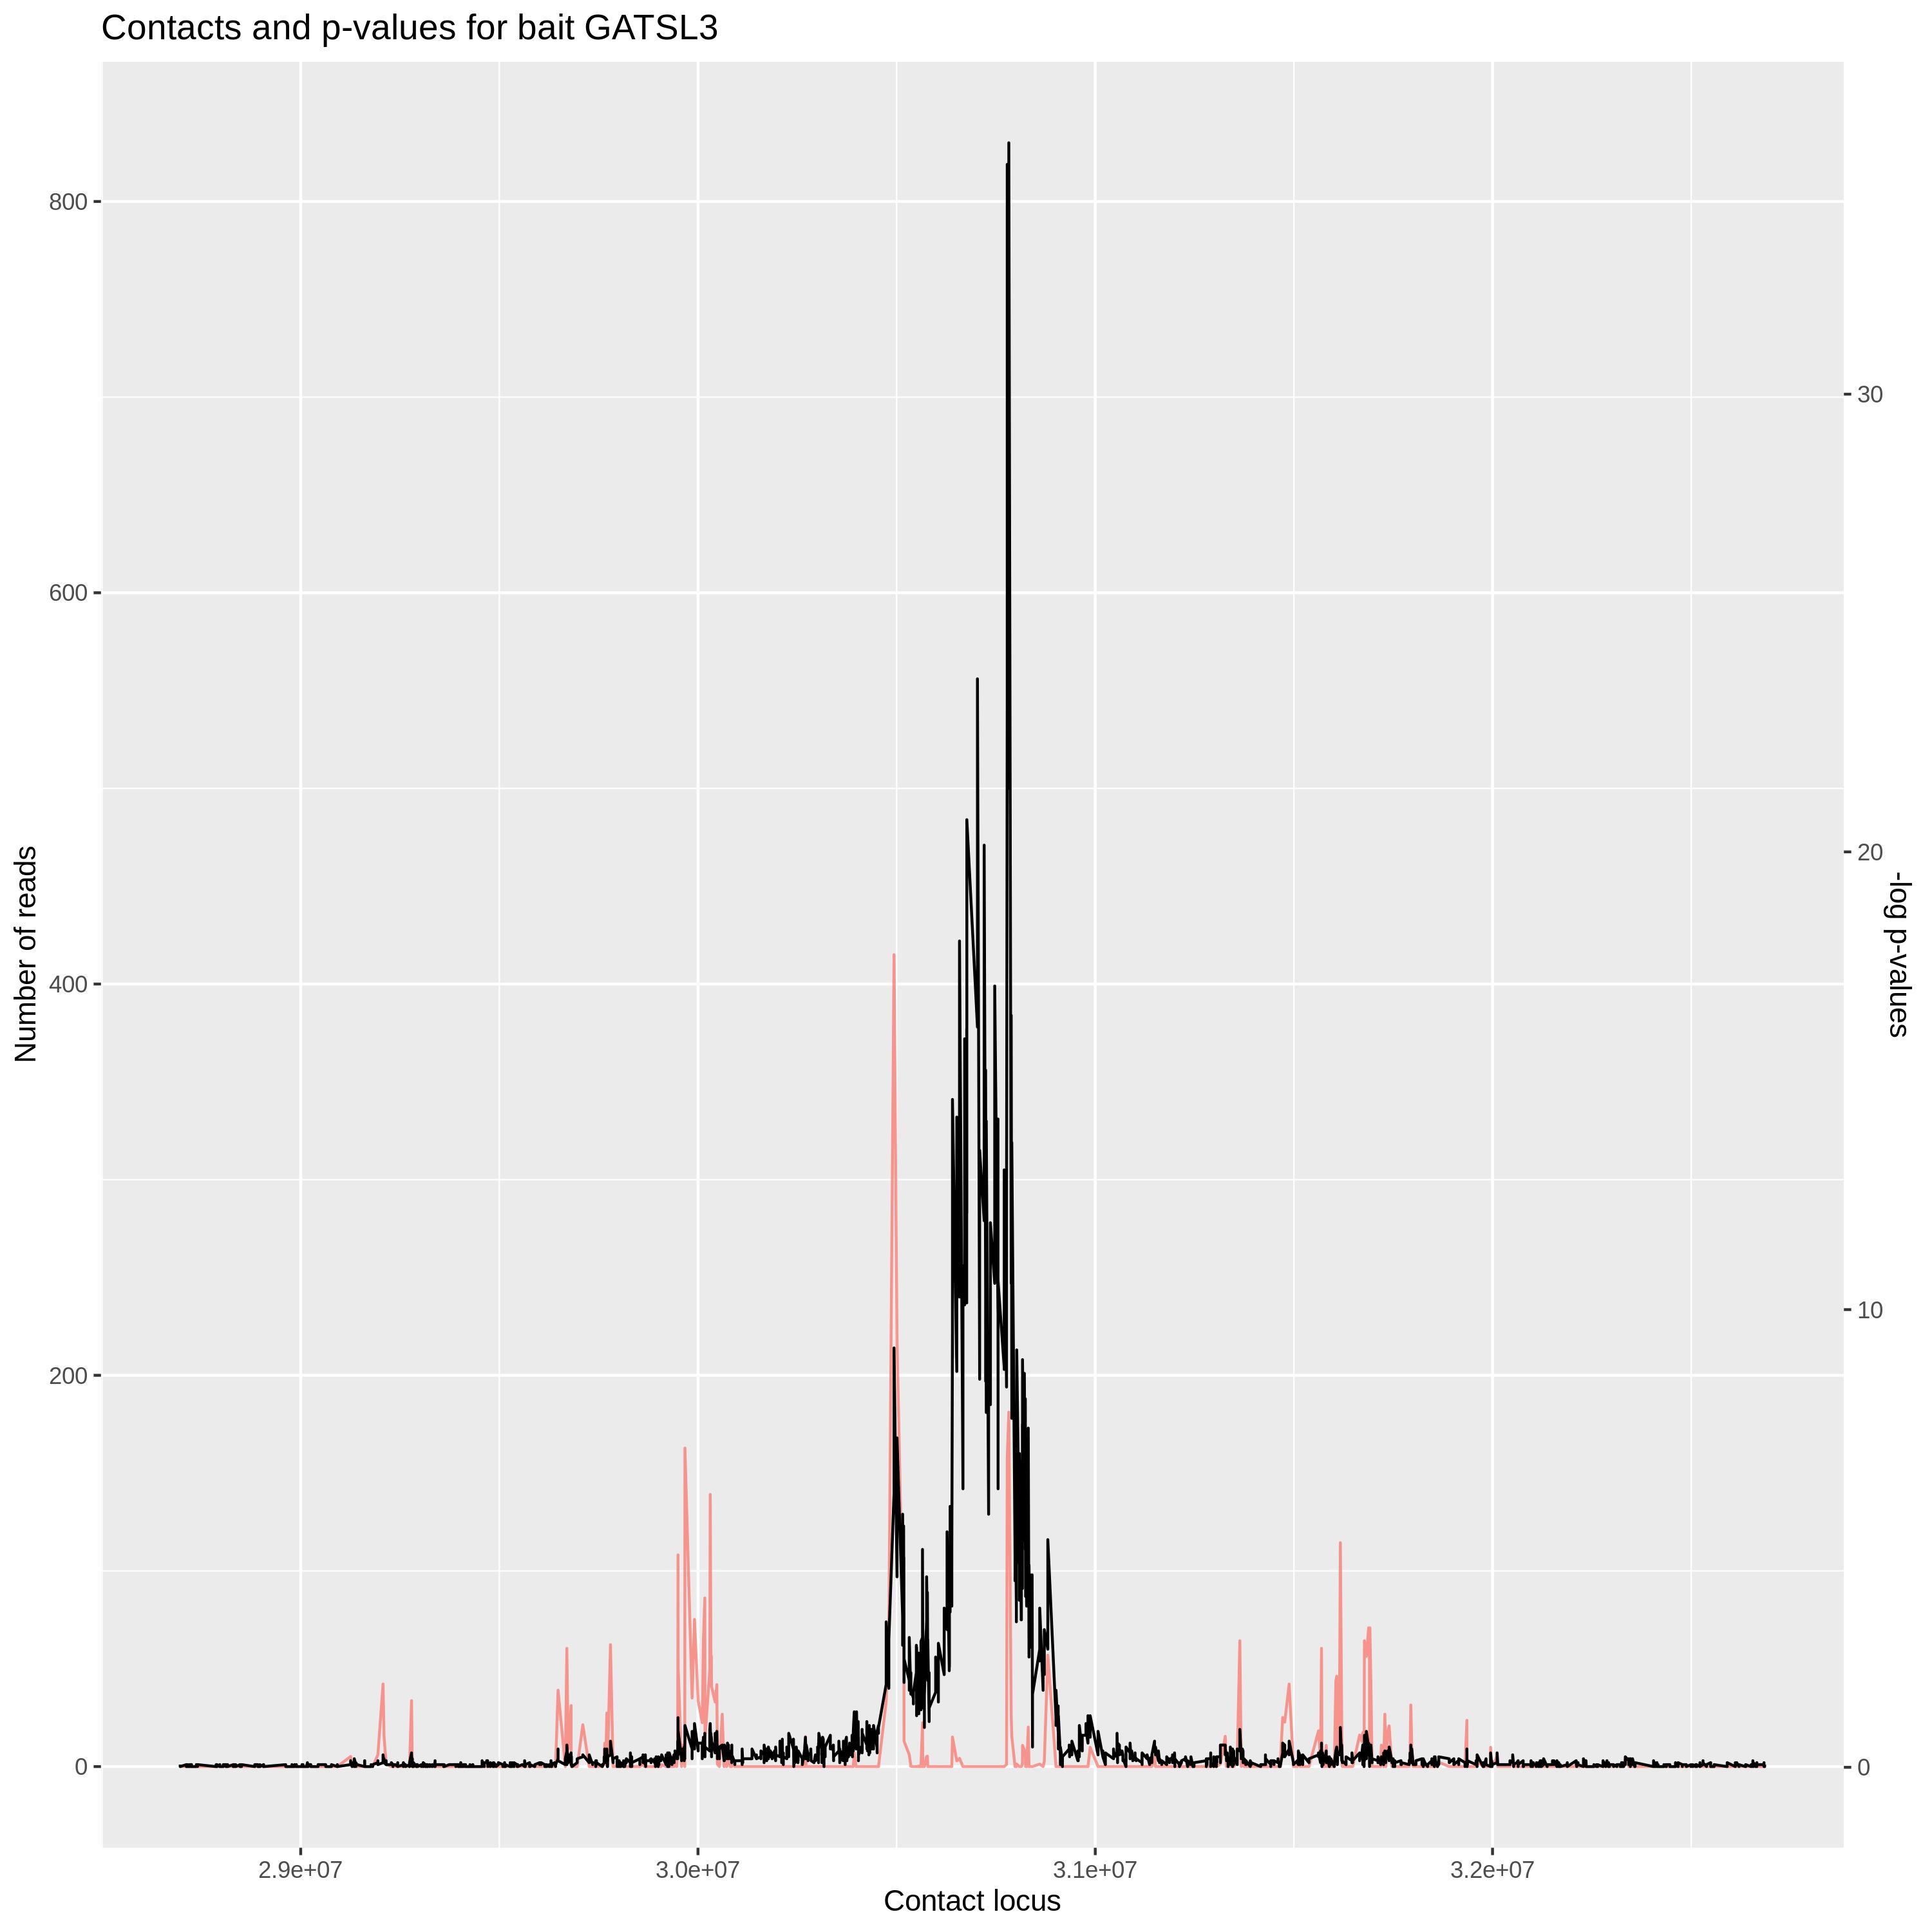 Contacts and p-values for bait GATSL3
800
600
400
200
0
Number of reads
30
20
10
0
-log p-values
2.9e+07
3.0e+07
3.1e+07
3.2e+07
Contact locus